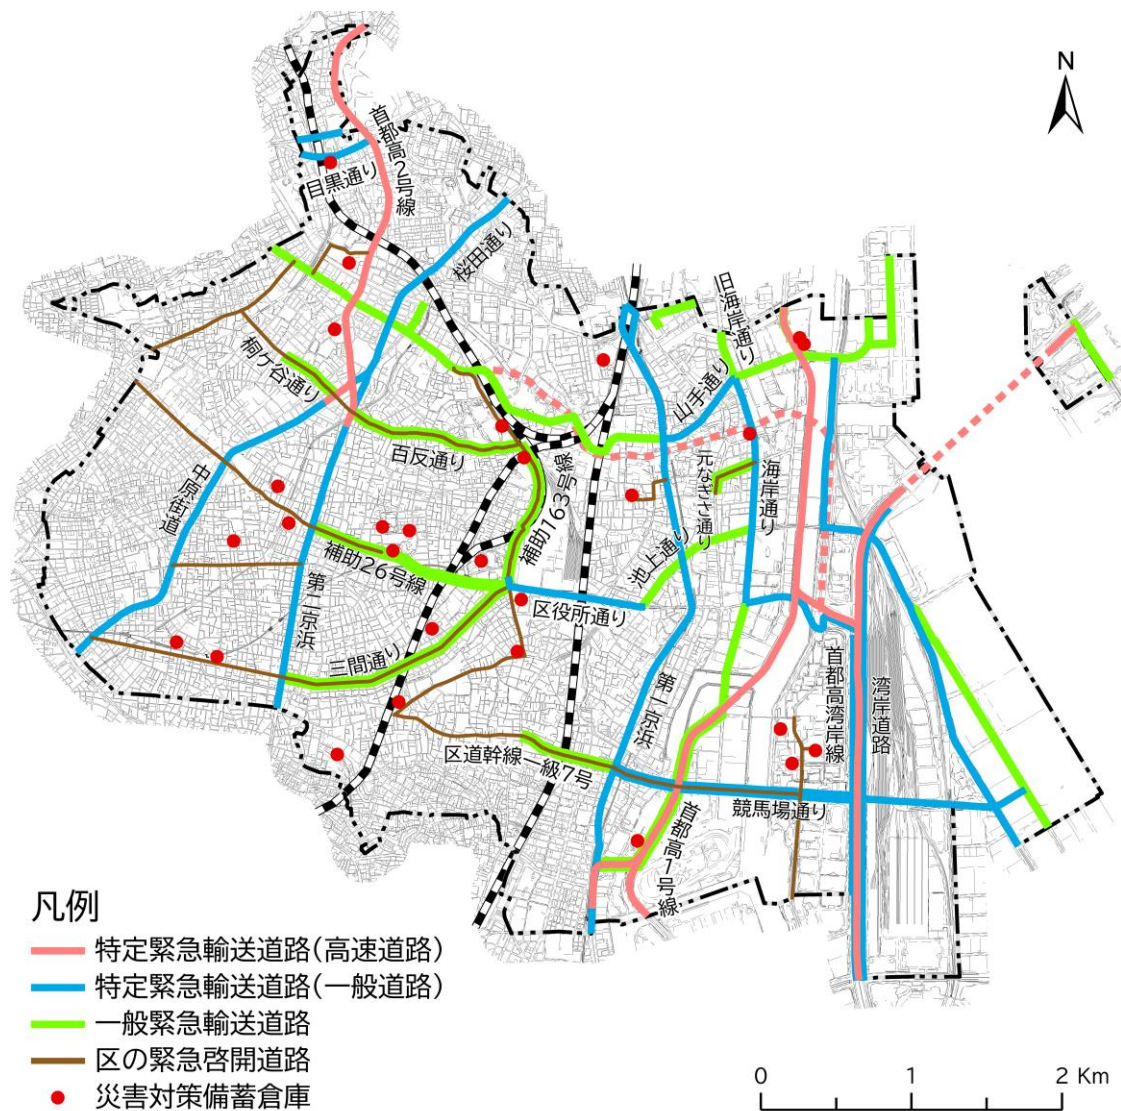 N
首都高2号線
目黒通り
桜田通り
旧海岸通り
桐ケ谷通り
山手通り
百反通り
中原街道
補助163号線
元なぎさ通り
海岸通り
補助26号線
池上通り
第二京浜
区役所通り
三間通り
第一京浜
首都高湾岸線
湾岸道路
区道幹線一級7号
競馬場通り
首都高1号線
凡例
特定緊急輸送道路(高速道路)
特定緊急輸送道路(一般道路)
一般緊急輸送道路
区の緊急啓開道路
災害対策備蓄倉庫
0 1 2 Km